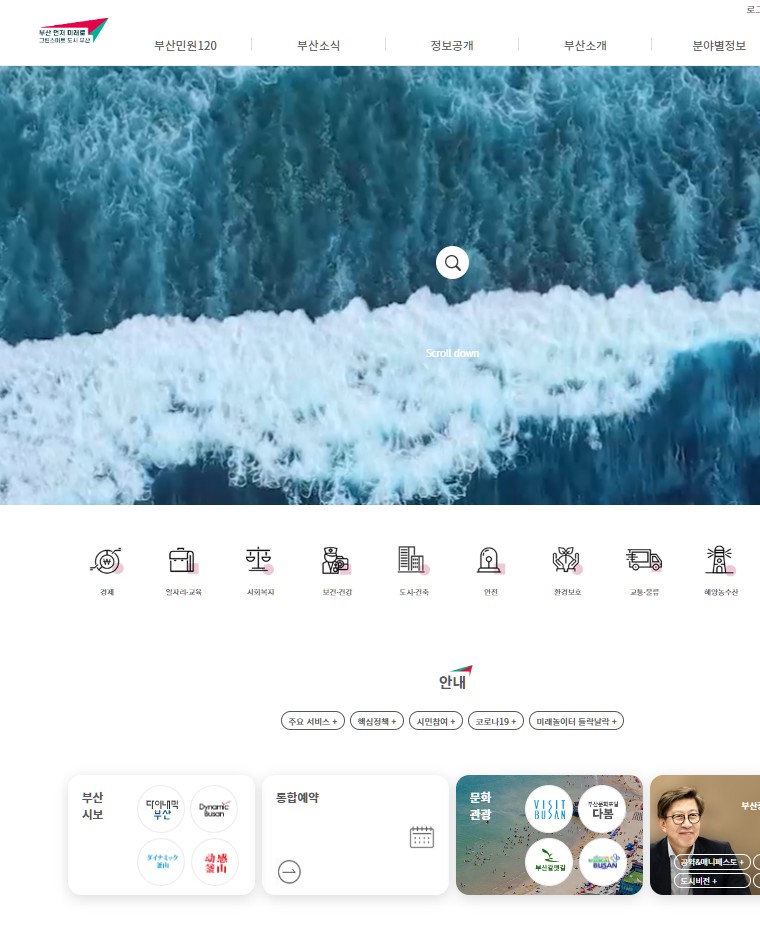 로그
부산 먼저 미래로
그린스마트 도시 부산
부산민원120
부산소식
정보공개
부산소개
분야별정보
Scroll down
경제
일자리·교육
사회복지
보건·건강
도시·건축
안전
환경보호
교통·물류
해양농수산
안내
주요 서비스 +
핵심정책 +
시민참여 +
코로나19 +
미래놀이터 들락날락 +
부산
시보
다이내믹
부산
Dynamic
Busan
ダイナミック
釜山
动感
釜山
통합예약
문화
관광
VISIT
BUSAN
부산문화포털
다봄
부산갈맷길
MEDICAL
BUSAN
부산광
공약&매니페스토 +
도시비전 +